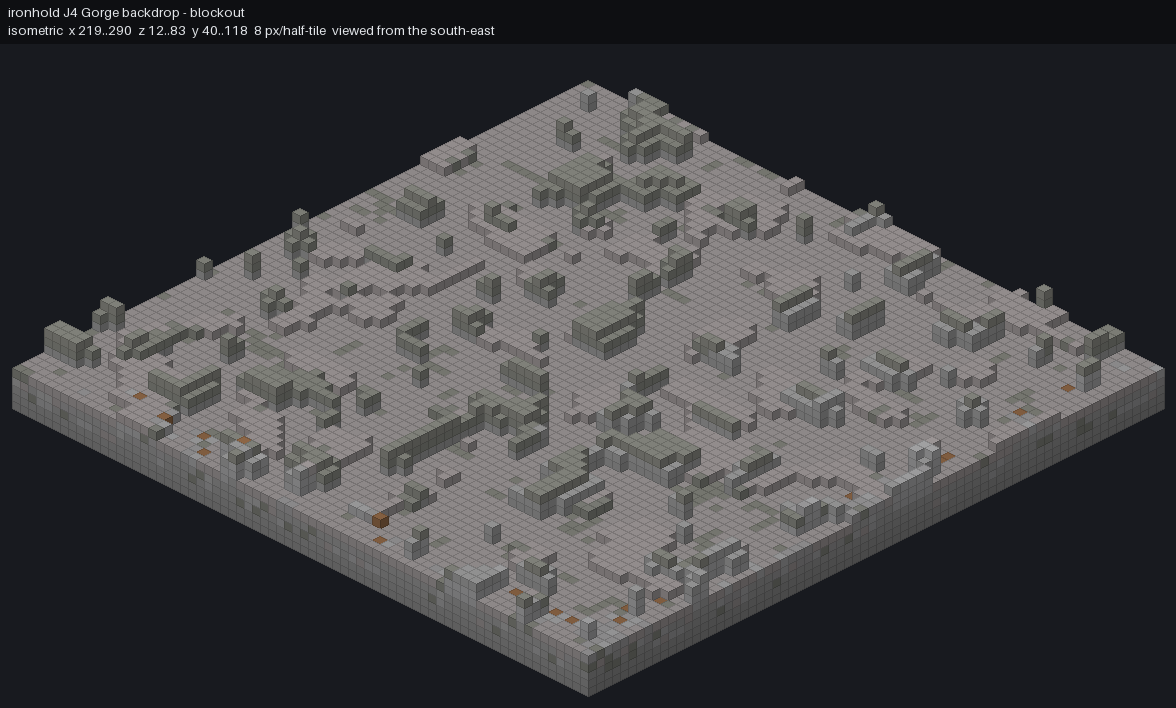 ironhold J4 Gorge backdrop - blockout
isometric  x 219..290  z 12..83  y 40..118  8 px/half-tile  viewed from the south-east